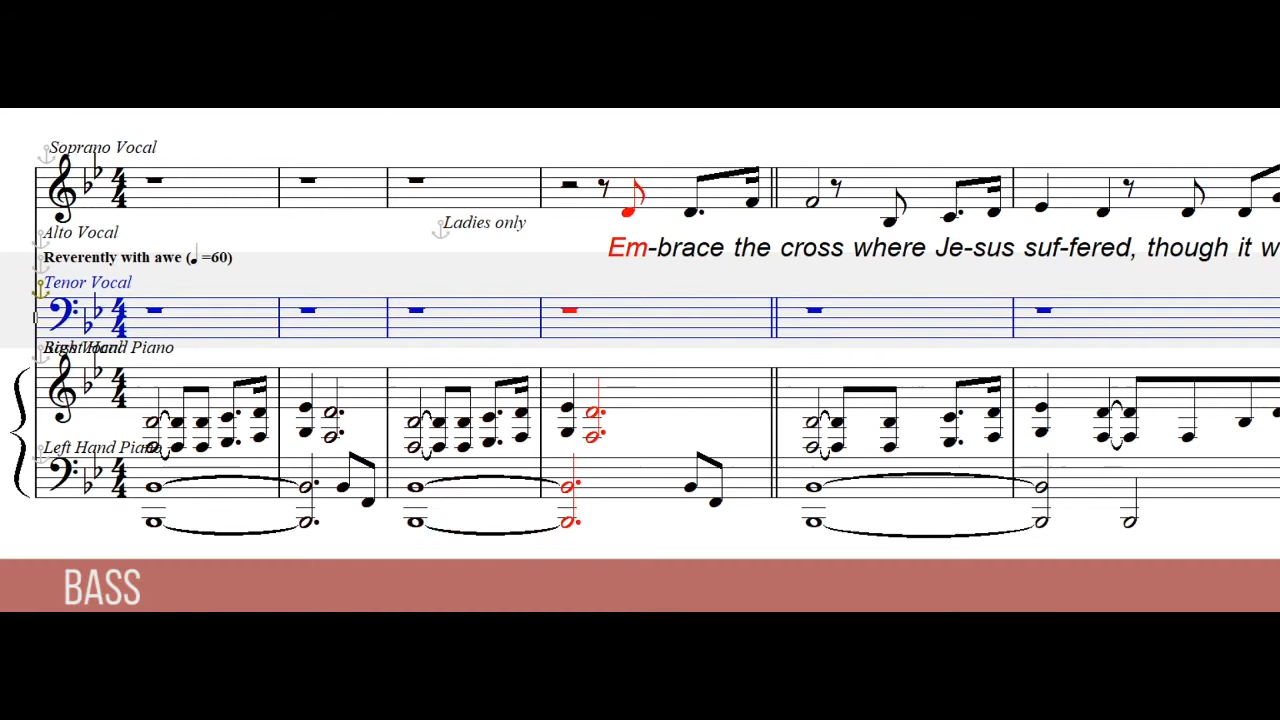 Soprano Vocal
Ladies only
Alto Vocal
Em-brace the cross where Je-sus suf-fered, though it w
Reverently with awe (♩=60)
Tenor Vocal
Right Hand Piano
Left Hand Piano
BASS